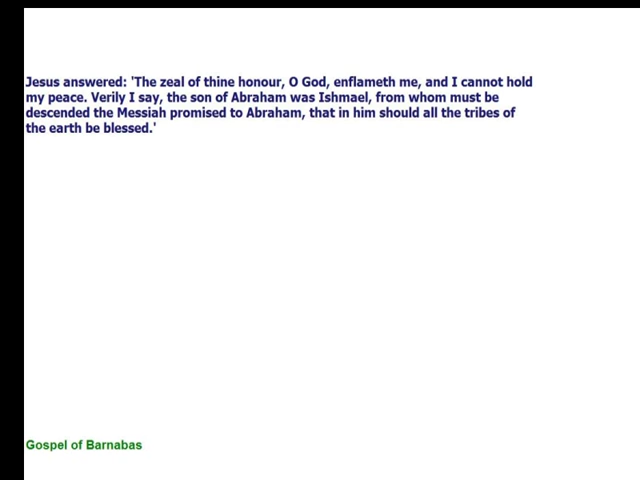 Jesus answered: 'The zeal of thine honour, O God, enflameth me, and I cannot hold
my peace. Verily I say, the son of Abraham was Ishmael, from whom must be
descended the Messiah promised to Abraham, that in him should all the tribes of
the earth be blessed.'
Gospel of Barnabas